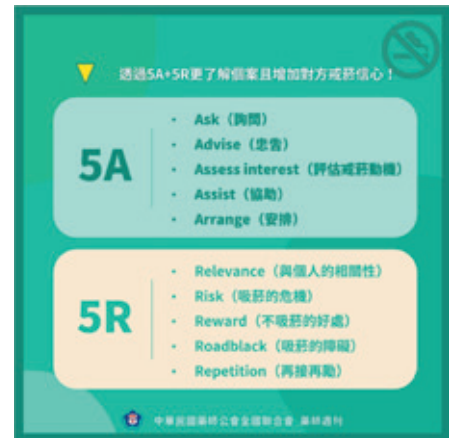 透過5A+5R更了解個案且增加對方戒菸信心！
5A
• Ask（詢問）
• Advise（忠告）
• Assess interest（評估戒菸動機）
• Assist（協助）
• Arrange（安排）
5R
• Relevance（與個人的相關性）
• Risk（吸菸的危機）
• Reward（不吸菸的好處）
• Roadblack（吸菸的障礙）
• Repetition（再接再勵）
中華民國藥師公會全國聯合會 藥師週刊